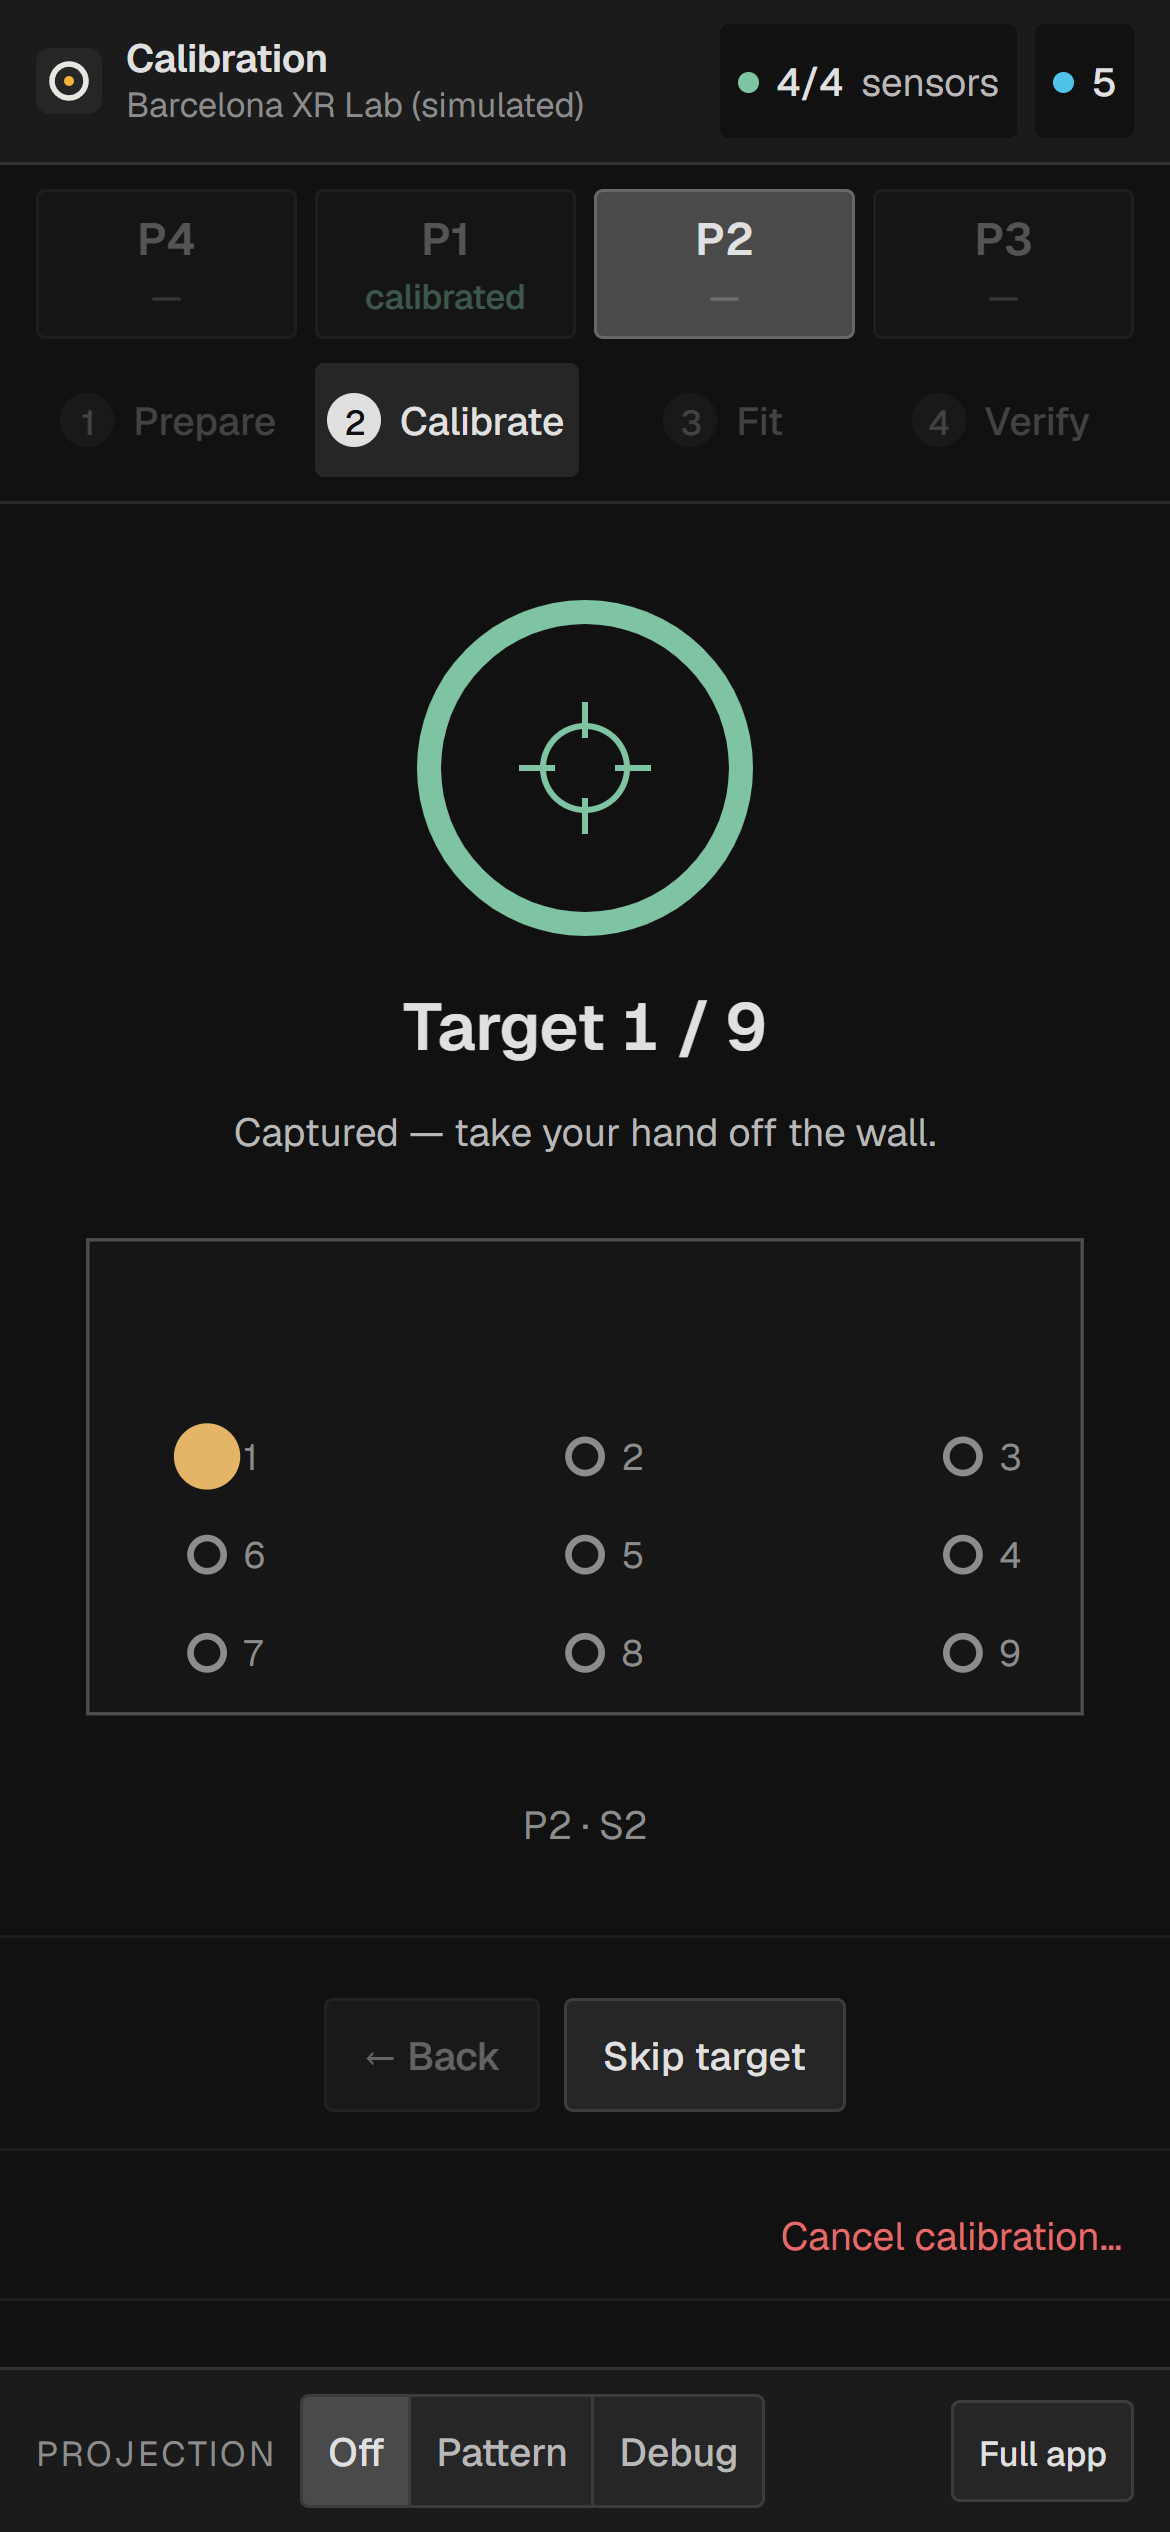 Calibration
Barcelona XR Lab (simulated)
4/4 sensors
5
P4
—
P1
calibrated
P2
—
P3
—
1 Prepare
2 Calibrate
3 Fit
4 Verify
Target 1 / 9
Captured — take your hand off the wall.
1 2 3
6 5 4
7 8 9
P2 · S2
← Back
Skip target
Cancel calibration...
PROJECTION
Off
Pattern
Debug
Full app